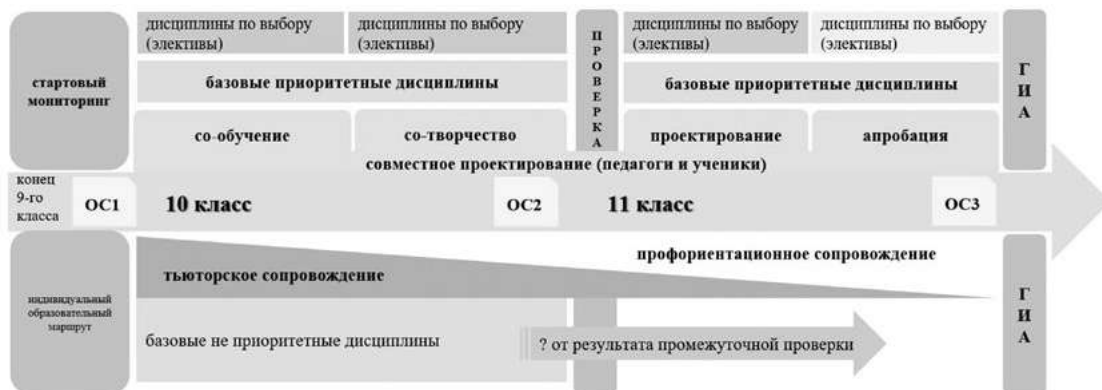 стартовый
мониторинг
дисциплины по выбору
(элективы)
дисциплины по выбору
(элективы)
базовые приоритетные дисциплины
со-обучение
со-творчество
ПРОВЕРКА
дисциплины по выбору
(элективы)
дисциплины по выбору
(элективы)
базовые приоритетные дисциплины
проектирование
апробация
ГИА
совместное проектирование (педагоги и ученики)
конец
9-го
класса
ОС1
10 класс
ОС2
11 класс
ОС3
индивидуальный
образовательный
маршрут
тьюторское сопровождение
профориентационное сопровождение
базовые не приоритетные дисциплины
? от результата промежуточной проверки
ГИА